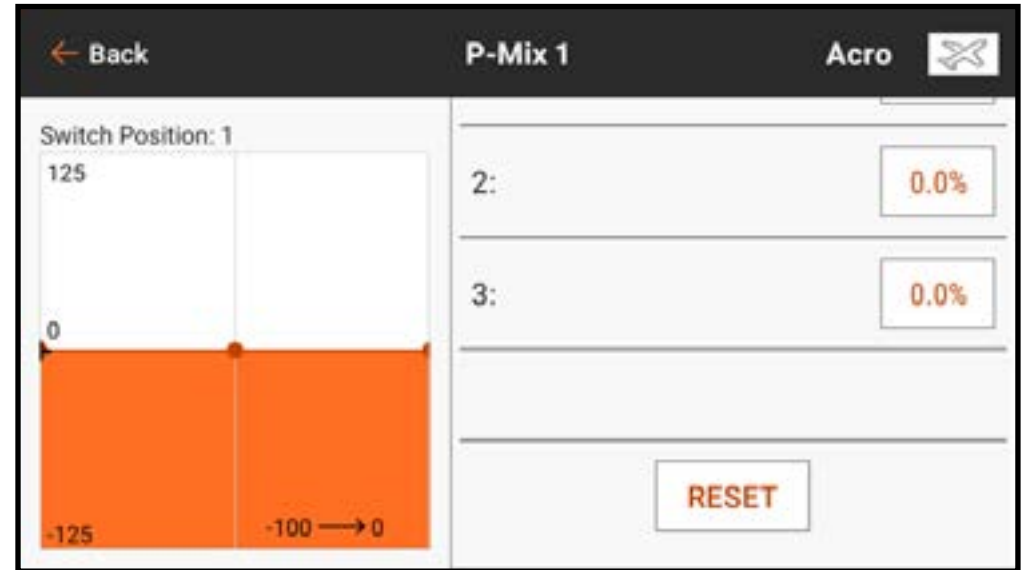 ← Back
P-Mix 1
Acro
Switch Position: 1
125
0
-125
-100 → 0
2:
0.0%
3:
0.0%
RESET